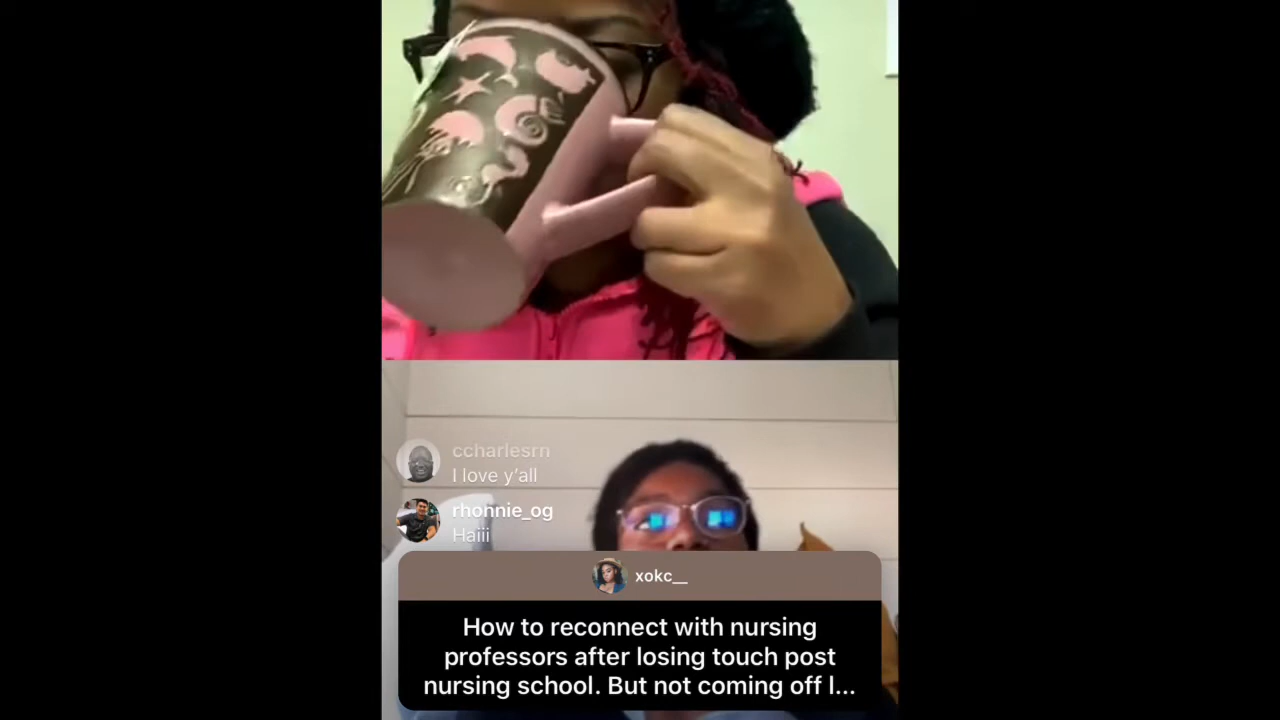 ccharlesrn
I love y'all
rhonnie_og
Haiii
xokc__
How to reconnect with nursing
professors after losing touch post
nursing school. But not coming off l...